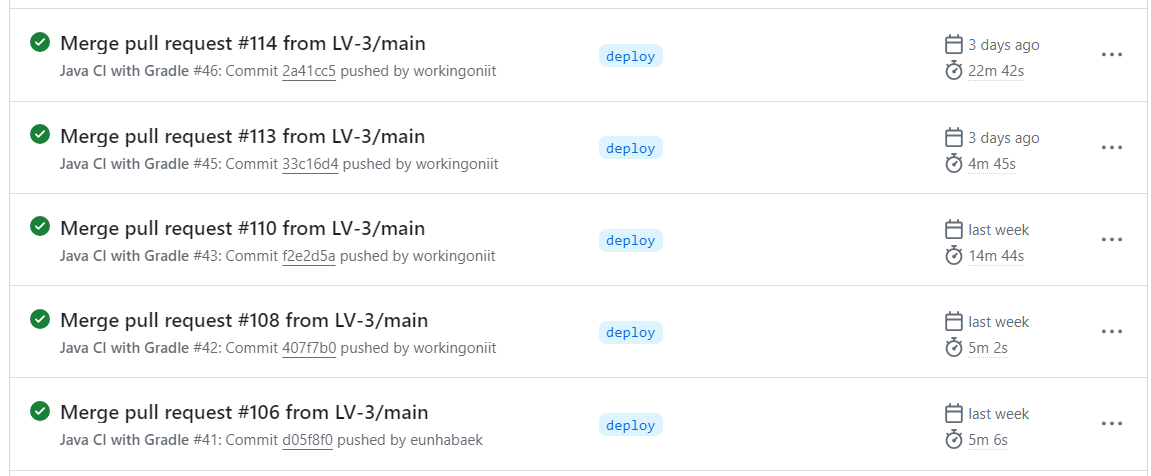 Merge pull request #114 from LV-3/main
Java CI with Gradle #46: Commit 2a41cc5 pushed by workingoniit
deploy
3 days ago
22m 42s
Merge pull request #113 from LV-3/main
Java CI with Gradle #45: Commit 33c16d4 pushed by workingoniit
deploy
3 days ago
4m 45s
Merge pull request #110 from LV-3/main
Java CI with Gradle #43: Commit f2e2d5a pushed by workingoniit
deploy
last week
14m 44s
Merge pull request #108 from LV-3/main
Java CI with Gradle #42: Commit 407f7b0 pushed by workingoniit
deploy
last week
5m 2s
Merge pull request #106 from LV-3/main
Java CI with Gradle #41: Commit d05f8f0 pushed by eunhabaek
deploy
last week
5m 6s